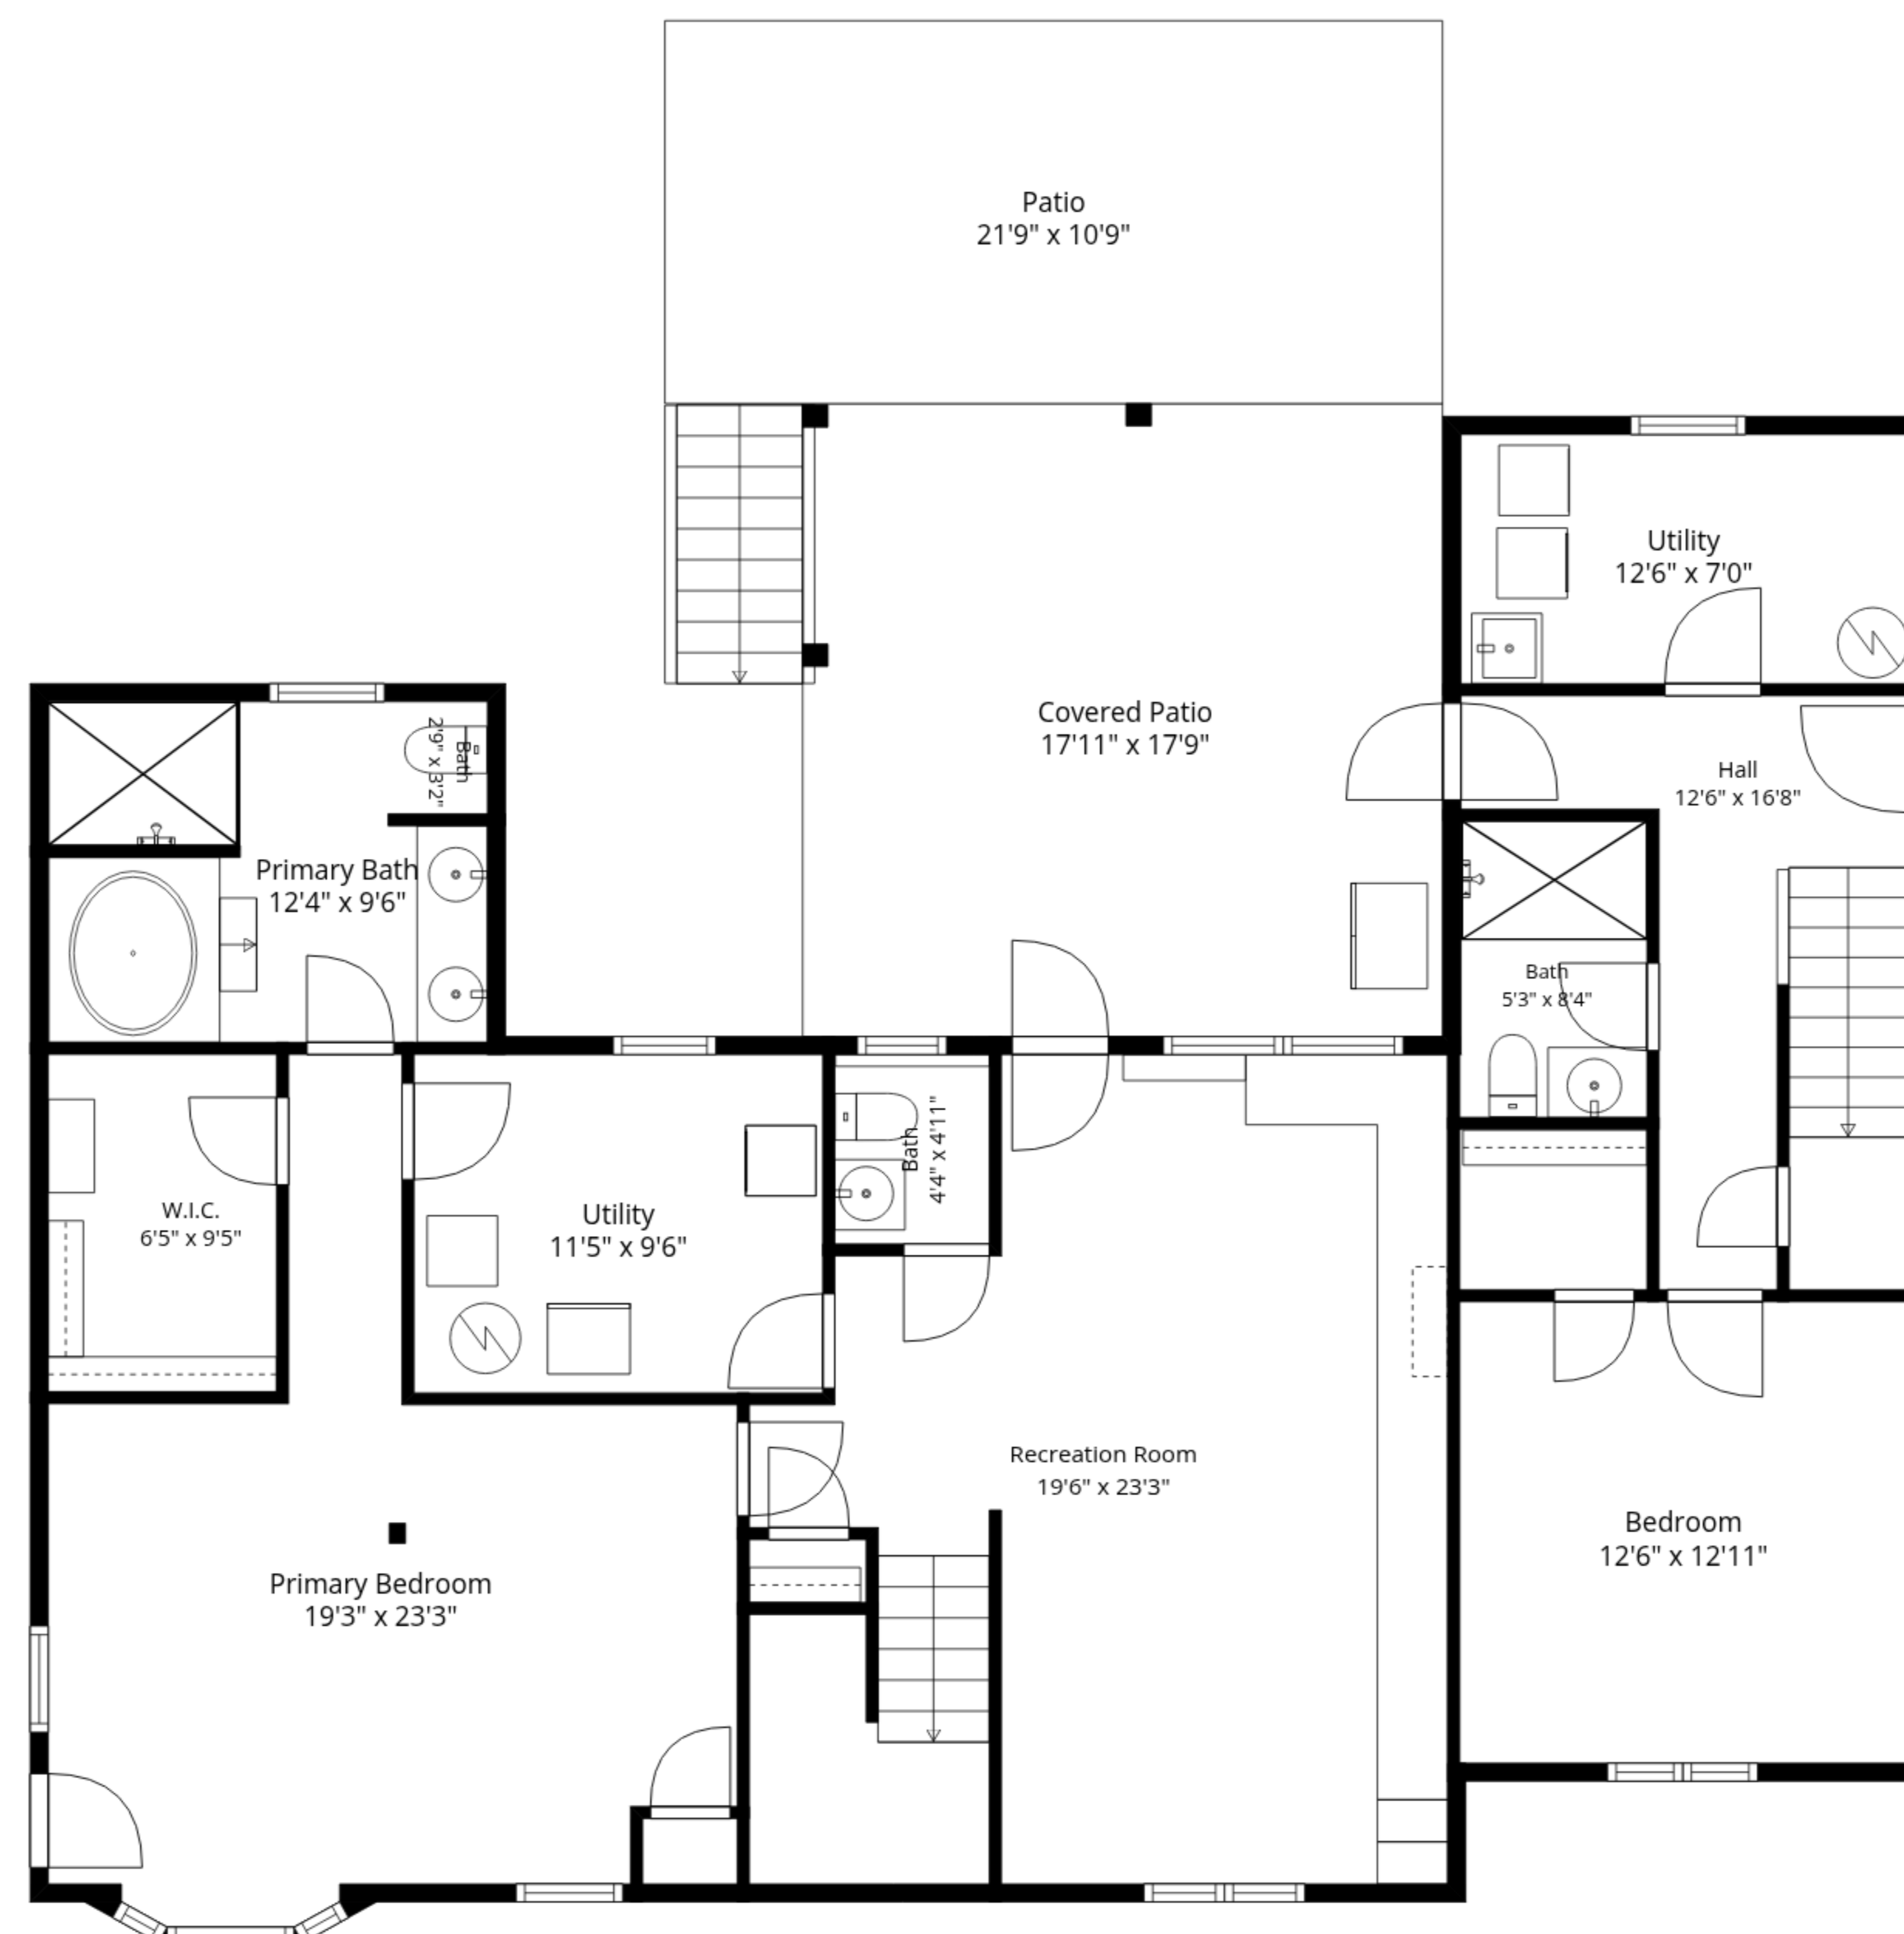 Patio
21'9" x 10'9"
Utility
12'6" x 7'0"
Covered Patio
17'11" x 17'9"
Hall
12'6" x 16'8"
Bath
2'9" x 3'2"
Primary Bath
12'4" x 9'6"
Bath
5'3" x 8'4"
Bath
4'4" x 4'11"
W.I.C.
6'5" x 9'5"
Utility
11'5" x 9'6"
Recreation Room
19'6" x 23'3"
Bedroom
12'6" x 12'11"
Primary Bedroom
19'3" x 23'3"